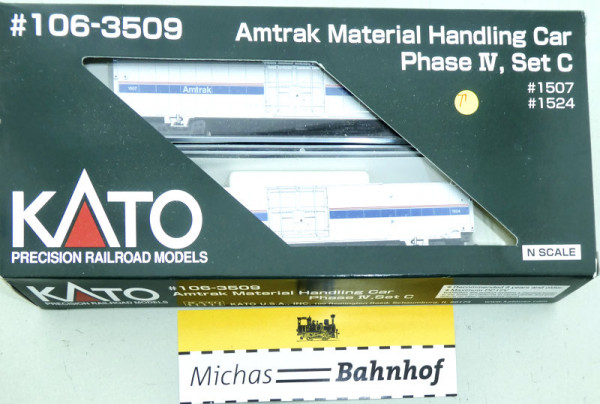 #106-3509
Amtrak Material Handling Car
Phase Ⅳ, Set C
#1507
#1524
Amtrak
KATO
PRECISION RAILROAD MODELS
N SCALE
#106-3509
Amtrak Material Handling Car
Phase Ⅳ, Set C
KATO
PRECISION RAILROAD MODELS
KATO U.S.A., INC.
Michas Bahnhof